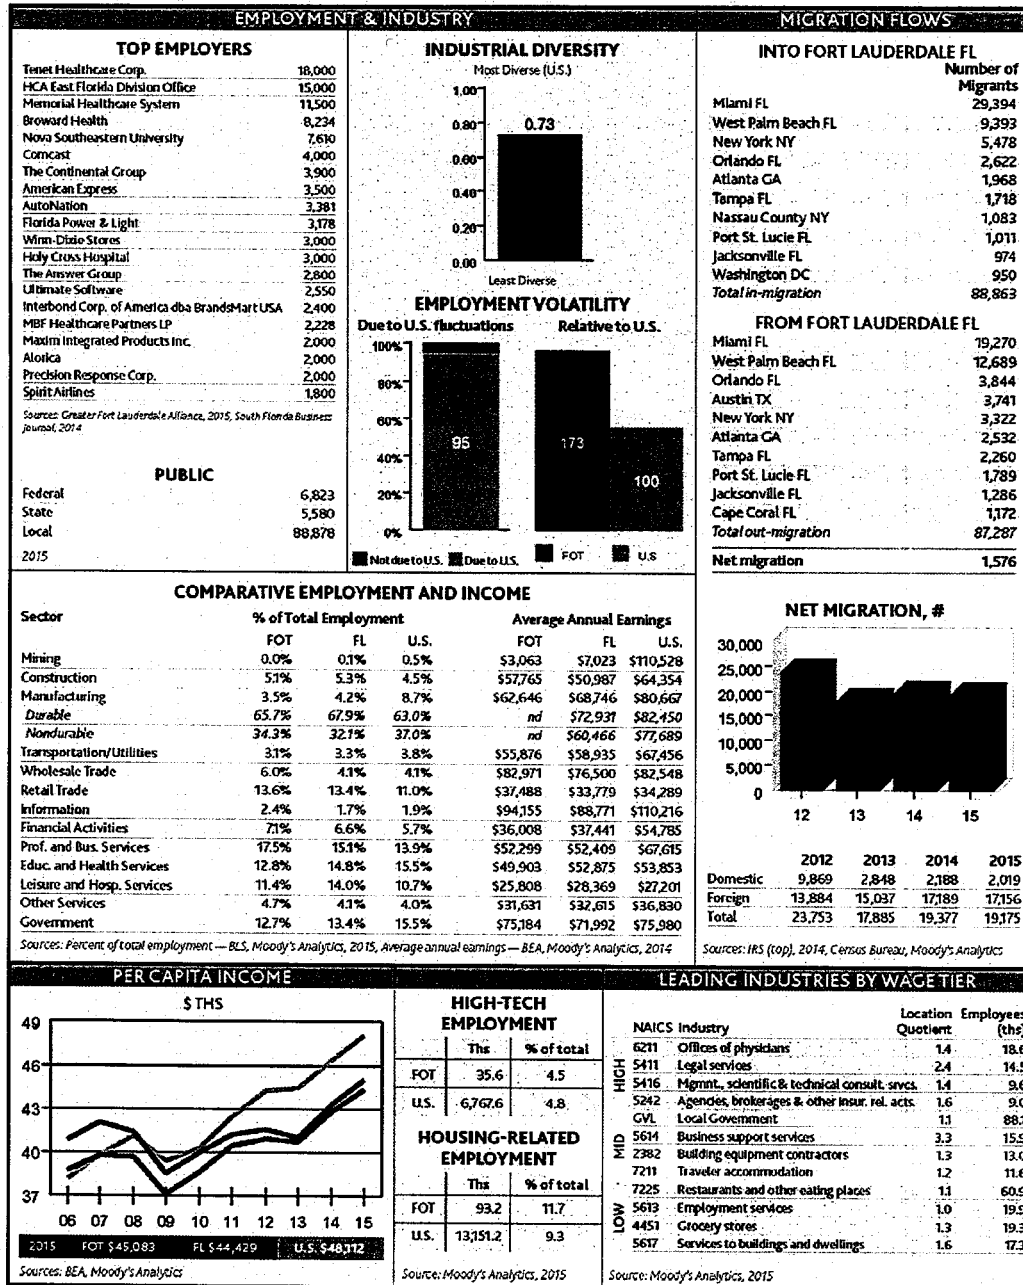 EMPLOYMENT & INDUSTRY
TOP EMPLOYERS
Tenet Healthcare Corp. 18,000
HCA East Florida Division Office 15,000
Memorial Healthcare System 11,500
Broward Health 8,234
Nova Southeastern University 7,610
Comcast 4,000
The Continental Group 3,900
American Express 3,500
AutoNation 3,381
Florida Power & Light 3,178
Winn-Dixie Stores 3,000
Holy Cross Hospital 3,000
The Answer Group 2,800
Ultimate Software 2,550
Interbond Corp. of America dba BrandsMart USA 2,400
MBF Healthcare Partners LP 2,228
Maxim Integrated Products Inc. 2,000
Alorica 2,000
Precision Response Corp. 2,000
Spirit Airlines 1,800
Sources: Greater Fort Lauderdale Alliance, 2015, South Florida Business
Journal, 2014
PUBLIC
Federal 6,823
State 5,580
Local 88,878
2015
INDUSTRIAL DIVERSITY
Most Diverse (U.S.)
1.00
0.80
0.73
0.60
0.40
0.20
0.00
Least Diverse
EMPLOYMENT VOLATILITY
Due to U.S. fluctuations Relative to U.S.
100%
80%
60%
40%
20%
0%
95
173
100
Not due to U.S. Due to U.S. FOT U.S
MIGRATION FLOWS
INTO FORT LAUDERDALE FL
Number of
Migrants
Miami FL 29,394
West Palm Beach FL 9,393
New York NY 5,478
Orlando FL 2,622
Atlanta GA 1,968
Tampa FL 1,718
Nassau County NY 1,083
Port St. Lucie FL 1,011
Jacksonville FL 974
Washington DC 950
Total in-migration 88,863
FROM FORT LAUDERDALE FL
Miami FL 19,270
West Palm Beach FL 12,689
Orlando FL 3,844
Austin TX 3,741
New York NY 3,322
Atlanta GA 2,532
Tampa FL 2,260
Port St. Lucie FL 1,789
Jacksonville FL 1,286
Cape Coral FL 1,172
Total out-migration 87,287
Net migration 1,576
COMPARATIVE EMPLOYMENT AND INCOME
Sector % of Total Employment Average Annual Earnings
FOT FL U.S. FOT FL U.S.
Mining 0.0% 0.1% 0.5% $3,063 $7,023 $110,528
Construction 5.1% 5.3% 4.5% $57,765 $50,987 $64,354
Manufacturing 3.5% 4.2% 8.7% $62,646 $68,746 $80,667
Durable 65.7% 67.9% 63.0% nd $72,931 $82,450
Nondurable 34.3% 32.1% 37.0% nd $60,466 $77,689
Transportation/Utilities 3.1% 3.3% 3.8% $55,876 $58,935 $67,456
Wholesale Trade 6.0% 4.1% 4.1% $82,971 $76,500 $82,548
Retail Trade 13.6% 13.4% 11.0% $37,488 $33,779 $34,289
Information 2.4% 1.7% 1.9% $94,155 $88,771 $110,216
Financial Activities 7.1% 6.6% 5.7% $36,008 $37,441 $54,785
Prof. and Bus. Services 17.5% 15.1% 13.9% $52,299 $52,409 $67,615
Educ. and Health Services 12.8% 14.8% 15.5% $49,903 $52,875 $53,853
Leisure and Hosp. Services 11.4% 14.0% 10.7% $25,808 $28,369 $27,201
Other Services 4.7% 4.1% 4.0% $31,631 $32,615 $36,830
Government 12.7% 13.4% 15.5% $75,184 $71,992 $75,980
Sources: Percent of total employment — BLS, Moody's Analytics, 2015, Average annual earnings — BEA, Moody's Analytics, 2014
NET MIGRATION, #
30,000
25,000
20,000
15,000
10,000
5,000
0
12 13 14 15
2012 2013 2014 2015
Domestic 9,869 2,848 2,188 2,019
Foreign 13,884 15,037 17,189 17,156
Total 23,753 17,885 19,377 19,175
Sources: IRS (top), 2014, Census Bureau, Moody's Analytics
PER CAPITA INCOME
$ THS
49
46
43
40
37
06 07 08 09 10 11 12 13 14 15
2015 FOT $45,083 FL $44,429 U.S. $48,112
Sources: BEA, Moody's Analytics
HIGH-TECH
EMPLOYMENT
Ths % of total
FOT 35.6 4.5
U.S. 6,767.6 4.8
HOUSING-RELATED
EMPLOYMENT
Ths % of total
FOT 93.2 11.7
U.S. 13,151.2 9.3
Source: Moody's Analytics, 2015
LEADING INDUSTRIES BY WAGE TIER
Location Employees
NAICS Industry Quotient (ths)
HIGH
6211 Offices of physicians 1.4 18.6
5411 Legal services 2.4 14.5
5416 Mgmnt., scientific & technical consult. srvcs. 1.4 9.6
5242 Agencies, brokerages & other insur. rel. acts. 1.6 9.0
MID
GVL Local Government 1.1 88.
5614 Business support services 3.3 15.9
2382 Building equipment contractors 1.3 13.0
7211 Traveler accommodation 1.2 11.6
LOW
7225 Restaurants and other eating places 1.1 60.9
5613 Employment services 1.0 19.9
4451 Grocery stores 1.3 19.3
5617 Services to buildings and dwellings 1.6 17.3
Source: Moody's Analytics, 2015